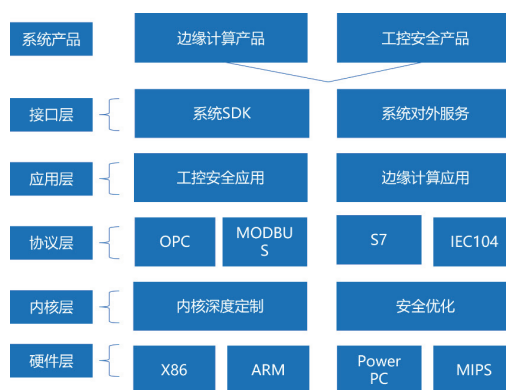 系统产品
边缘计算产品
工控安全产品
接口层
系统SDK
系统对外服务
应用层
工控安全应用
边缘计算应用
协议层
OPC
MODBU
S
S7
IEC104
内核层
内核深度定制
安全优化
硬件层
X86
ARM
Power
PC
MIPS